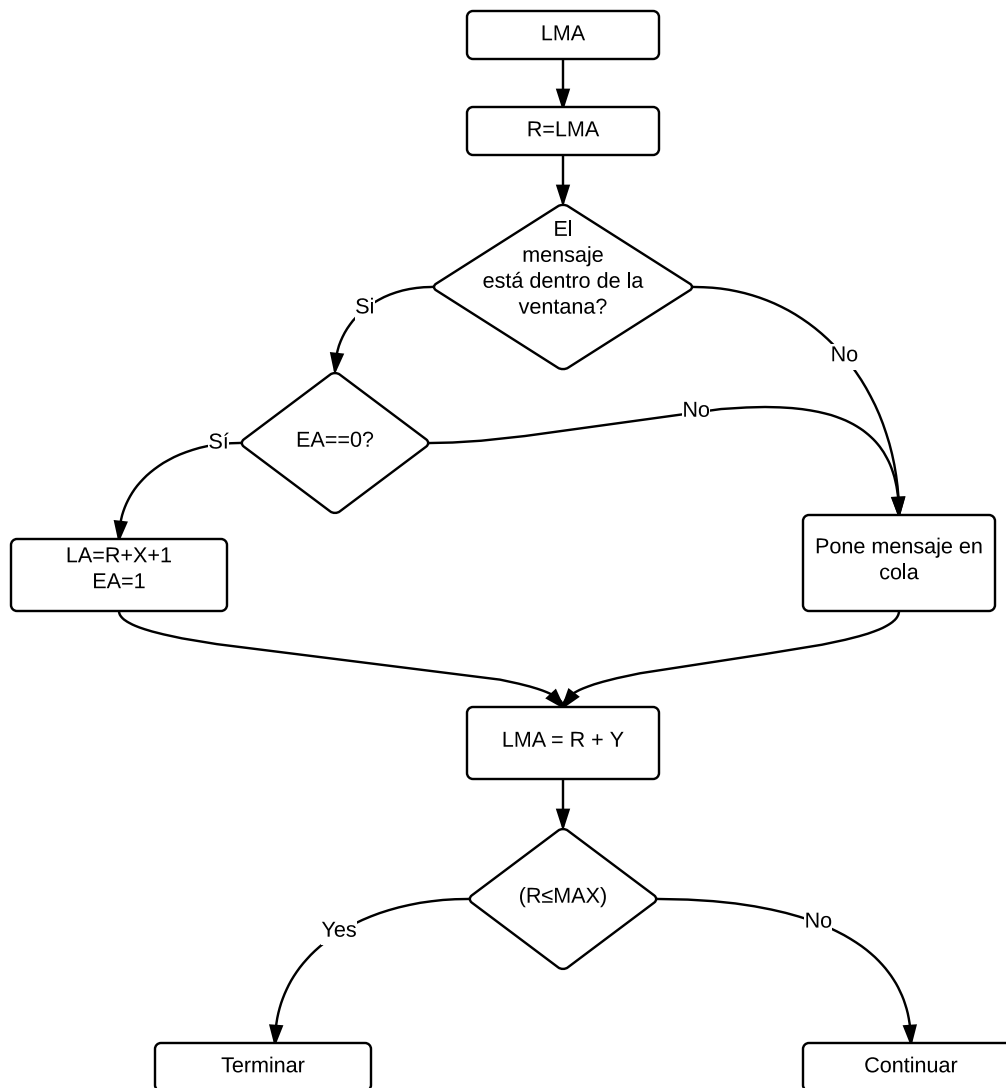 LMA
R=LMA
El
mensaje
está dentro de la
ventana?
Si
No
EA==0?
No
Sí
LA=R+X+1
EA=1
Pone mensaje en
cola
LMA = R + Y
(R≤MAX)
Yes
No
Terminar
Continuar